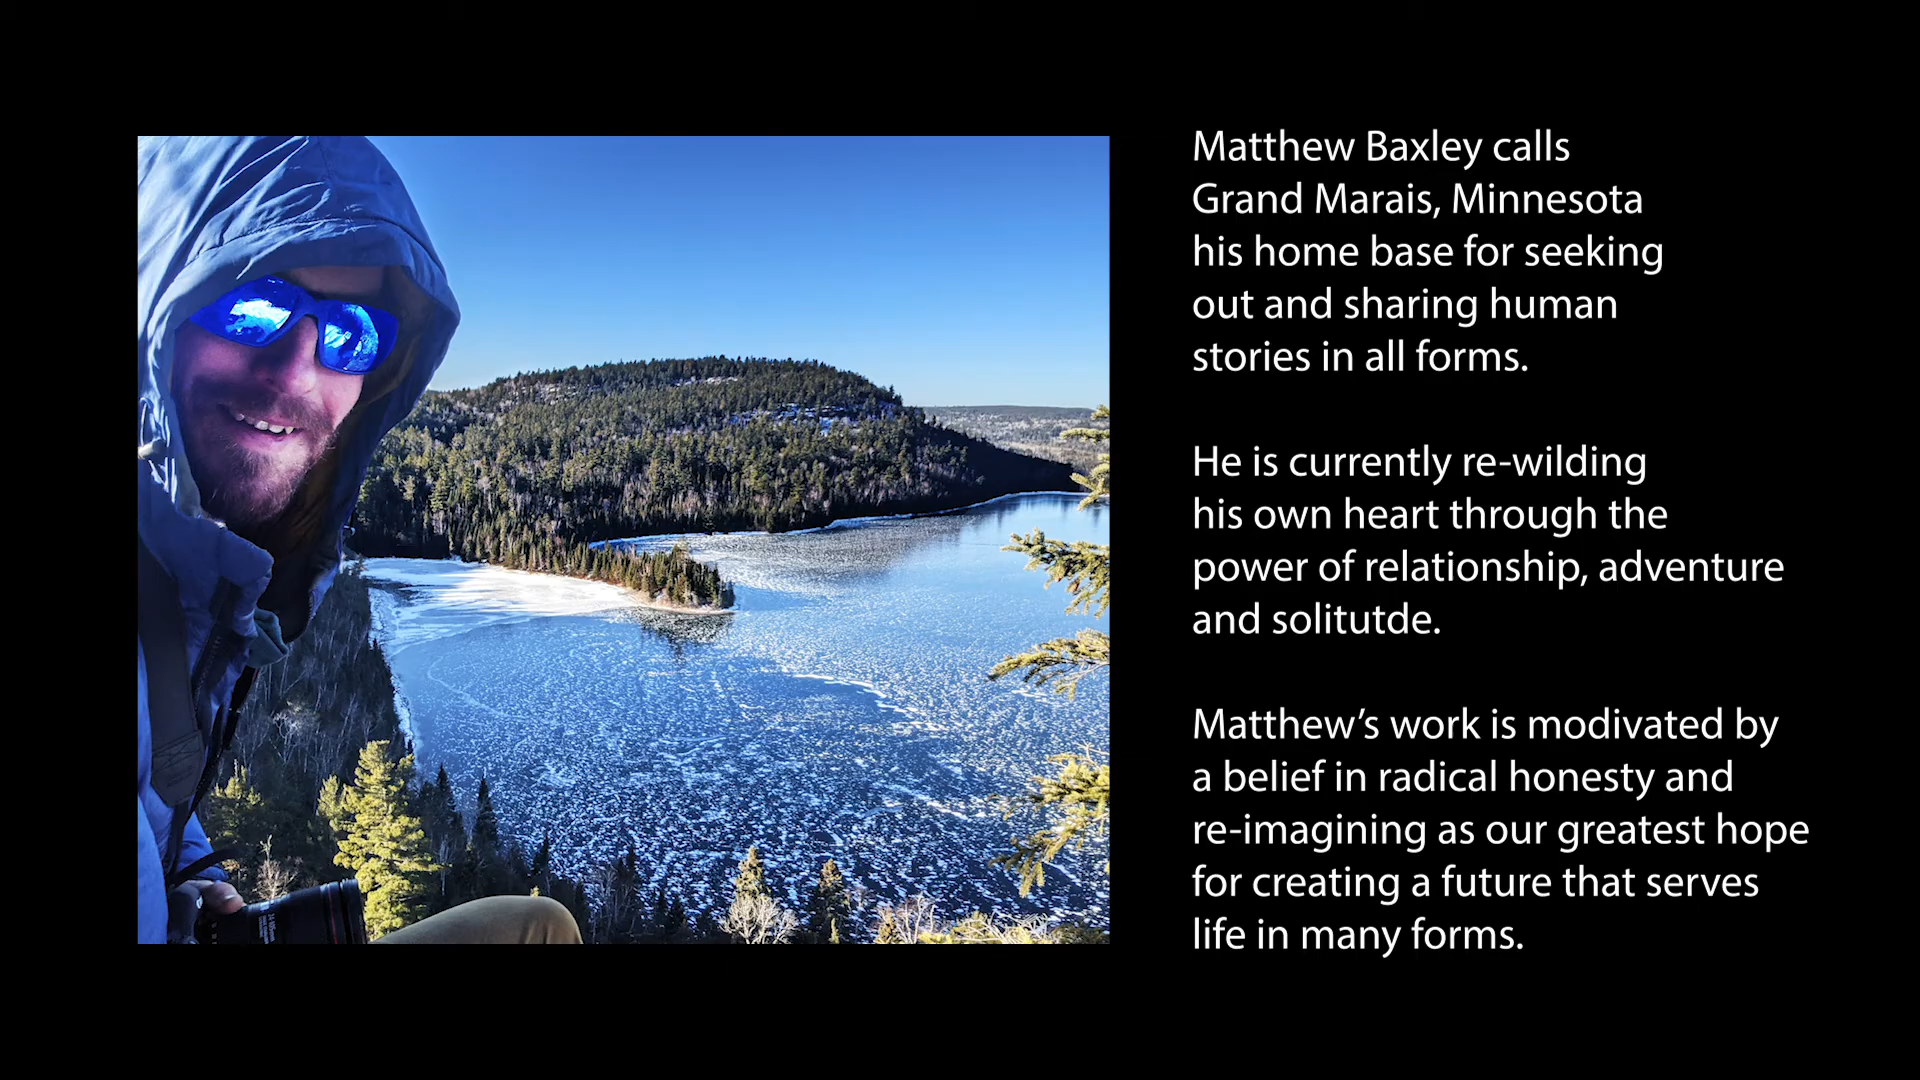 Matthew Baxley calls
Grand Marais, Minnesota
his home base for seeking
out and sharing human
stories in all forms.
He is currently re-wilding
his own heart through the
power of relationship, adventure
and solitutde.
Matthew's work is modivated by
a belief in radical honesty and
re-imagining as our greatest hope
for creating a future that serves
life in many forms.